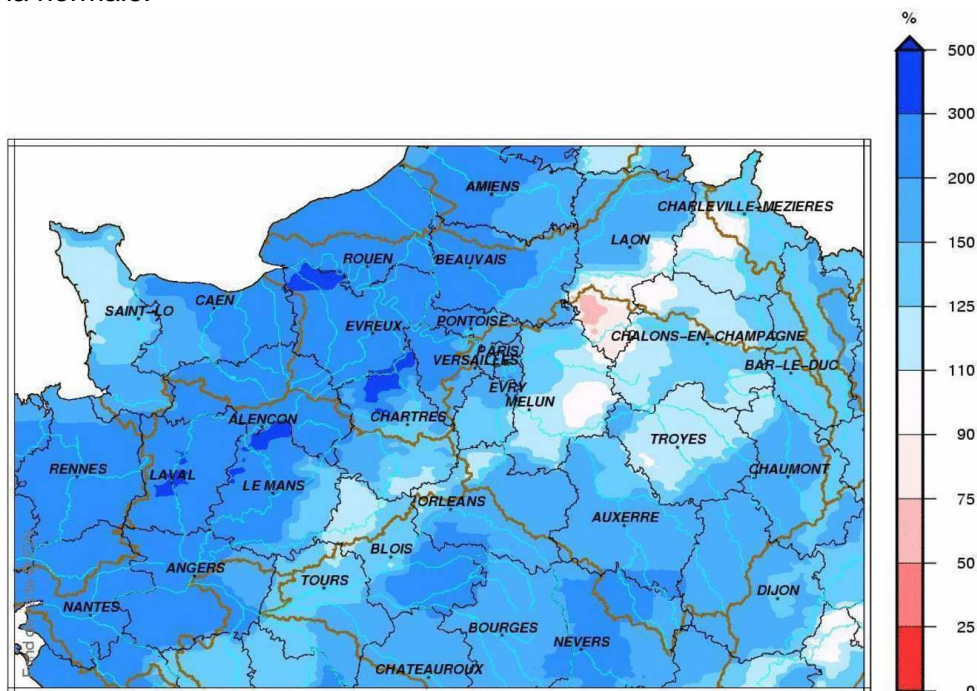 la normale.
%
500
300
200
150
125
110
90
75
50
25
0
AMIENS
CHARLEVILLE-MEZIERES
LAON
ROUEN
BEAUVAIS
CAEN
SAINT-LO
EVREUX
PONTOISE
CHALONS-EN-CHAMPAGNE
PARIS
VERSAILLES
BAR-LE-DUC
EVRY
MELUN
ALENCON
CHARTRES
TROYES
RENNES
LAVAL
LE MANS
CHAUMONT
ORLEANS
AUXERRE
BLOIS
ANGERS
TOURS
DIJON
NANTES
BOURGES
NEVERS
CHATEAUROUX